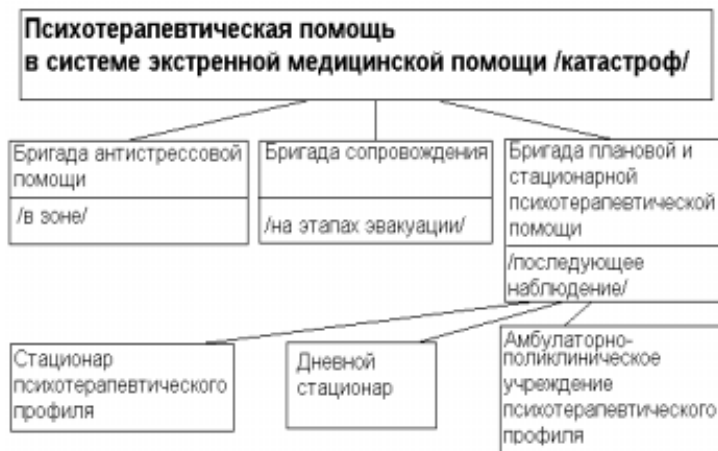 Психотерапевтическая помощь
в системе экстренной медицинской помощи /катастроф/
Бригада антистрессовой
помощи
/в зоне/
Бригада сопровождения
/на этапах эвакуации/
Бригада плановой и
стационарной
психотерапевтической
помощи
/последующее
наблюдение/
Стационар
психотерапевтического
профиля
Дневной
стационар
Амбулаторно-
поликлиническое
учреждение
психотерапевтического
профиля